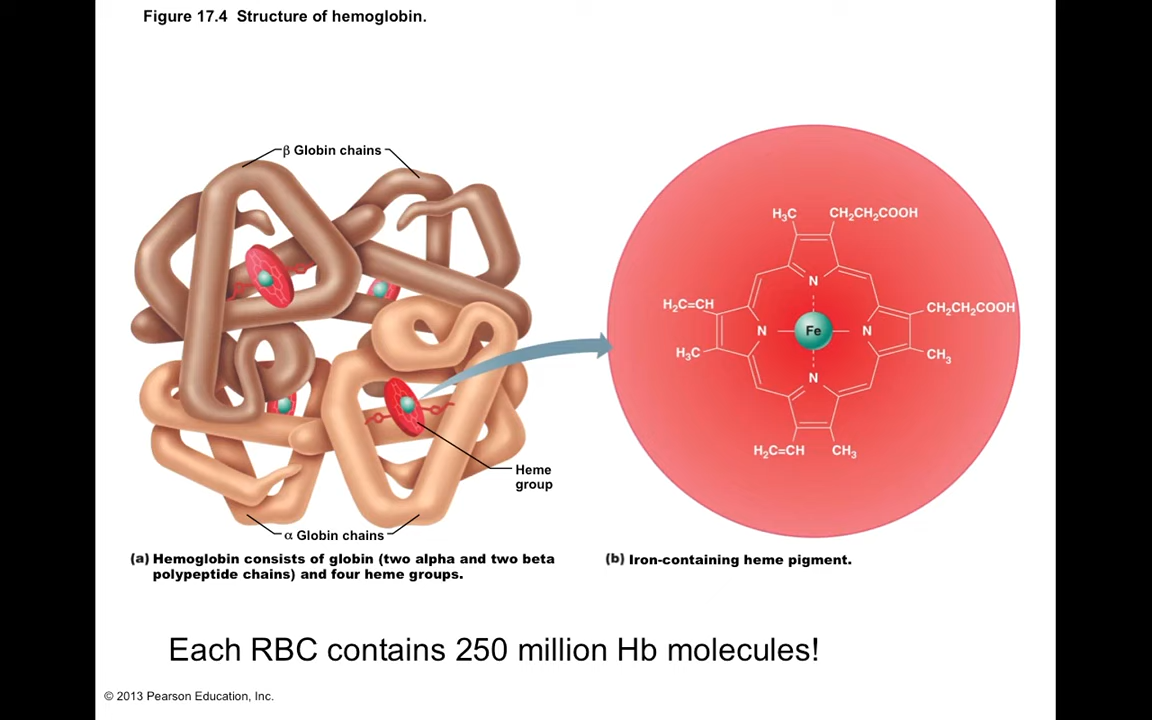 Figure 17.4 Structure of hemoglobin.
β Globin chains
Heme
group
α Globin chains
(a) Hemoglobin consists of globin (two alpha and two beta
polypeptide chains) and four heme groups.
H₃C
CH₂CH₂COOH
N
H₂C=CH
CH₂CH₂COOH
N
Fe
N
H₃C
CH₃
N
H₂C=CH
CH₃
(b) Iron-containing heme pigment.
Each RBC contains 250 million Hb molecules!
© 2013 Pearson Education, Inc.